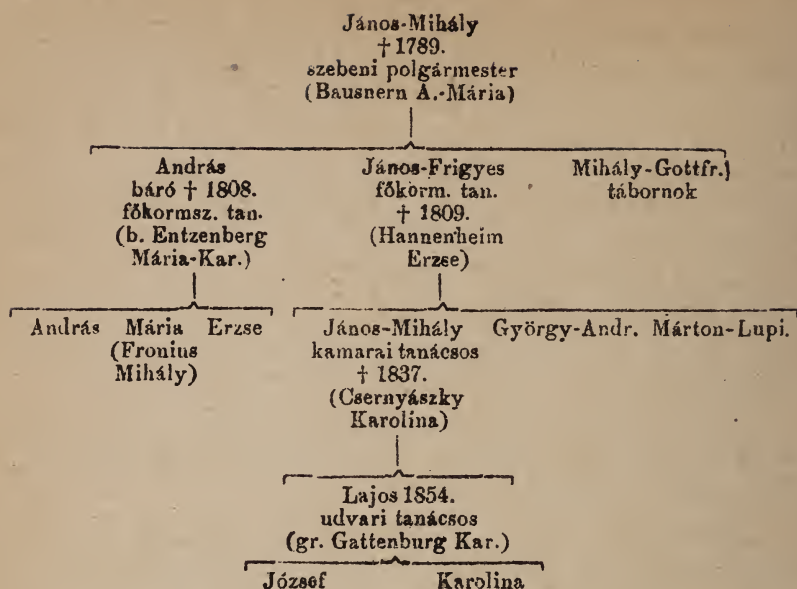 János-Mihály
† 1789.
szebeni polgármester
(Bausnern A.-Mária)
András
báró † 1808.
főkormsz. tan.
(b. Entzenberg
Mária-Kar.)
János-Frigyes
főkorm. tan.
† 1809.
(Hannenheim
Erzse)
Mihály-Gottfr.)
tábornok
András Mária Erzse
(Fronius
Mihály)
János-Mihály
kamarai tanácsos
† 1837.
(Csernyászky
Karolina)
György-Andr. Márton-Lupi.
Lajos 1854.
udvari tanácsos
(gr. Gattenburg Kar.)
József Karolina